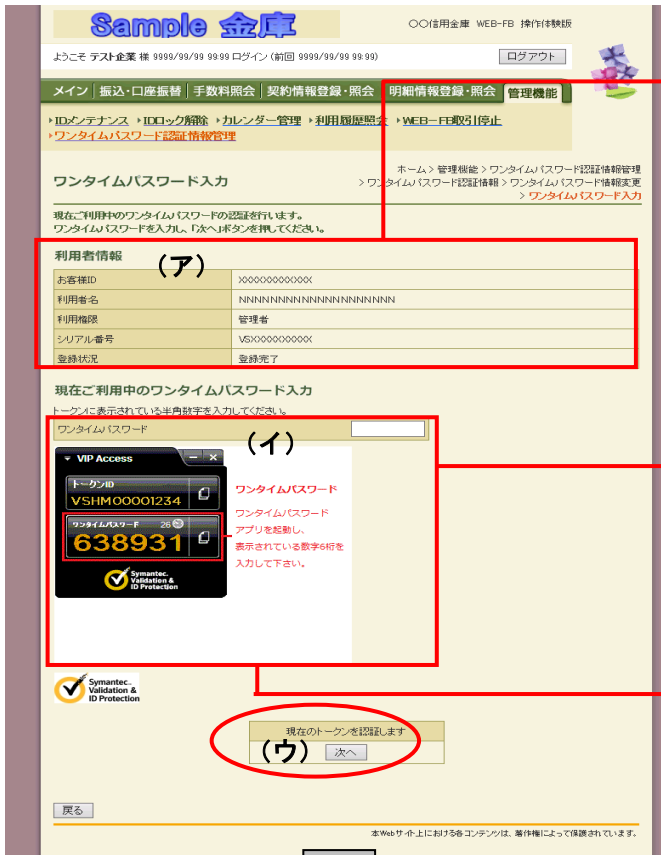 Sample 金庫
〇〇信用金庫 WEB-FB 操作体験版
ようこそ テスト企業 様 9999/99/99 99:99 ログイン (前回 9999/99/99 99:99)
ログアウト
メイン 振込・口座振替 手数料照会 契約情報登録・照会 明細情報登録・照会 管理機能
IDメンテナンス IDロック解除 カレンダー管理 利用履歴照会 WEB-FB取引停止
ワンタイムパスワード認証情報管理
ワンタイムパスワード入力
ホーム > 管理機能 > ワンタイムパスワード認証情報管理
> ワンタイムパスワード認証情報 > ワンタイムパスワード情報変更
> ワンタイムパスワード入力
現在ご利用中のワンタイムパスワードの認証を行います。
ワンタイムパスワードを入力し、「次へ」ボタンを押してください。
利用者情報
(ア)
お客様ID XXXXXXXXXXXX
利用者名 NNNNNNNNNNNNNNNNNNNN
利用権限 管理者
シリアル番号 VSXXXXXXXXXX
登録状況 登録完了
現在ご利用中のワンタイムパスワード入力
トークンに表示されている半角数字を入力してください。
ワンタイムパスワード
(イ)
VIP Access
トークンID
VSHM00001234
ワンタイムパスワード 26
638931
Symantec.
Validation &
ID Protection
ワンタイムパスワード
ワンタイムパスワード
アプリを起動し、
表示されている数字6桁を
入力して下さい。
Symantec.
Validation &
ID Protection
現在のトークンを認証します
(ウ)
次へ
戻る
本Webサイト上における各コンテンツは、著作権によって保護されています。